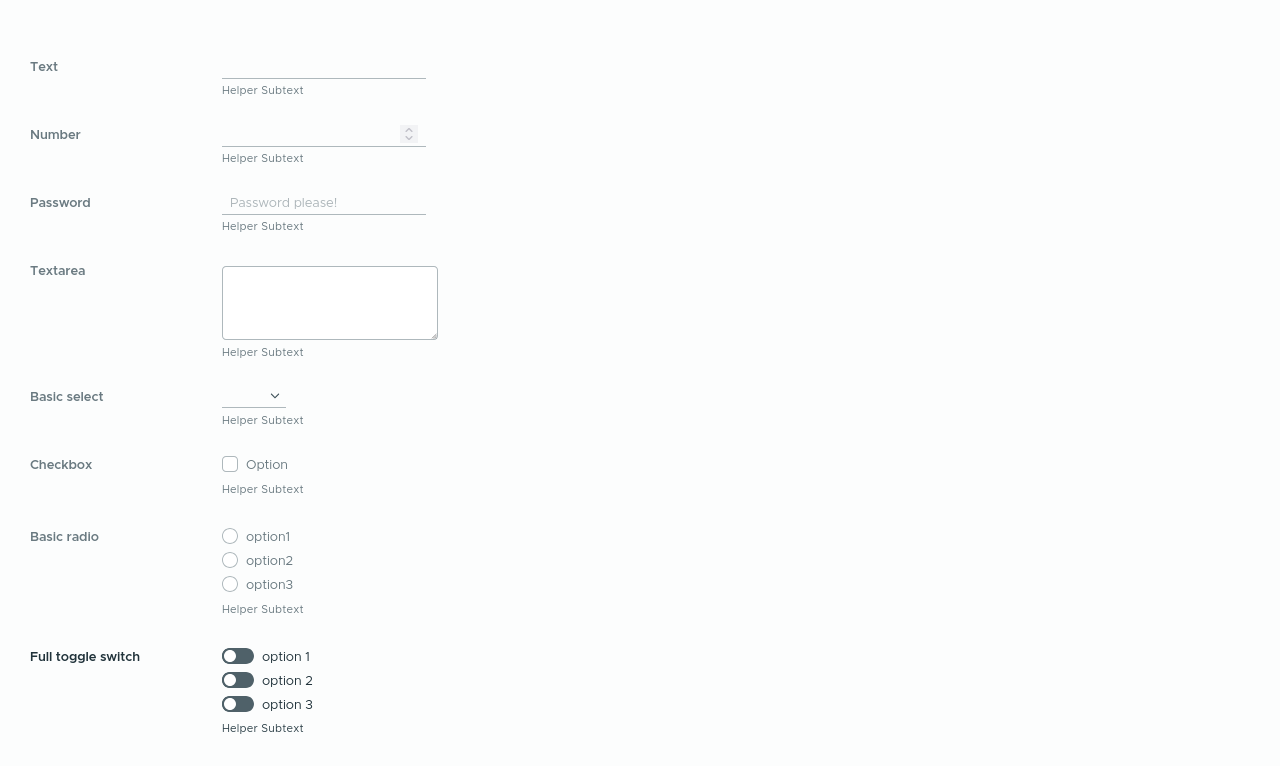 Text
Helper Subtext
Number
Helper Subtext
Password Password please!
Helper Subtext
Textarea
Helper Subtext
Basic select
Helper Subtext
Checkbox Option
Helper Subtext
Basic radio option1
option2
option3
Helper Subtext
Full toggle switch option 1
option 2
option 3
Helper Subtext